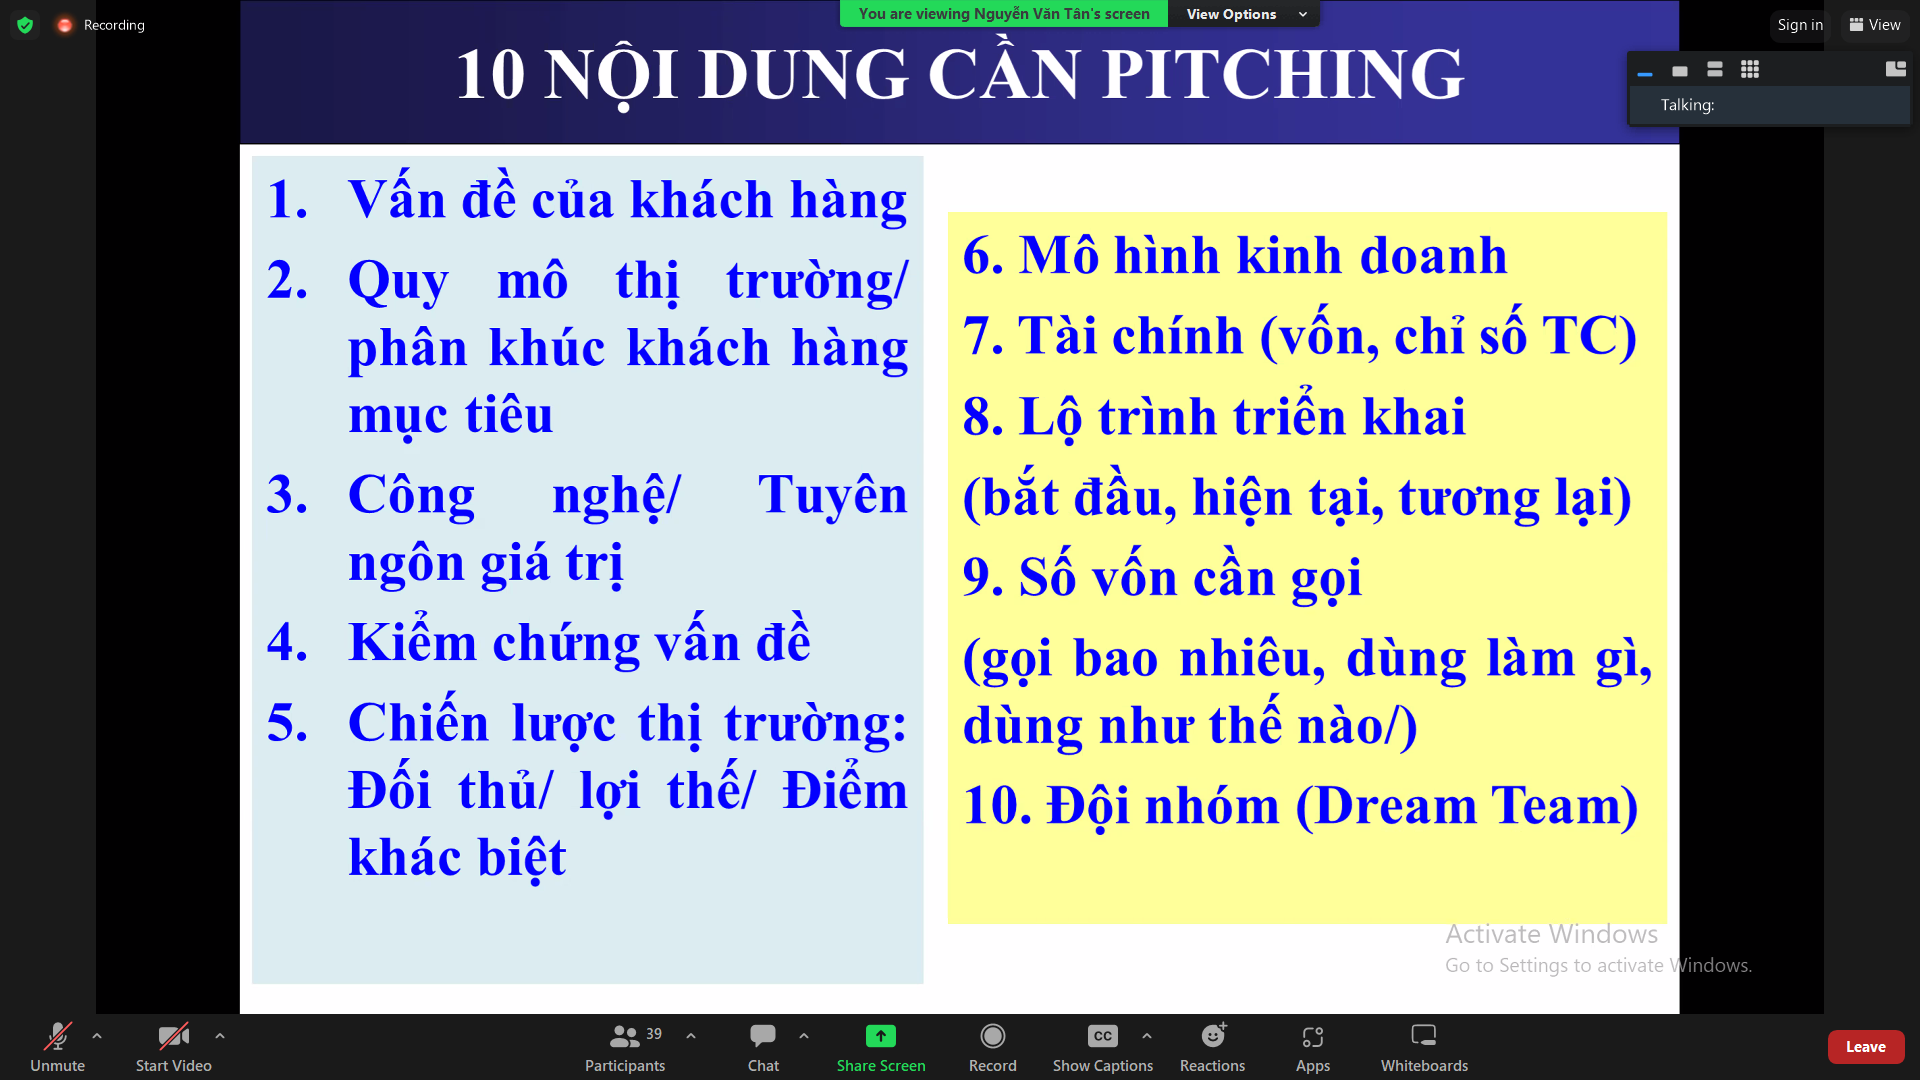 Recording
You are viewing Nguyễn Văn Tân's screen
View Options
Sign in
View
Talking:
10 NỘI DUNG CẦN PITCHING
1. Vấn đề của khách hàng
2. Quy mô thị trường/
phân khúc khách hàng
mục tiêu
3. Công nghệ/ Tuyên
ngôn giá trị
4. Kiểm chứng vấn đề
5. Chiến lược thị trường:
Đối thủ/ lợi thế/ Điểm
khác biệt
6. Mô hình kinh doanh
7. Tài chính (vốn, chỉ số TC)
8. Lộ trình triển khai
(bắt đầu, hiện tại, tương lại)
9. Số vốn cần gọi
(gọi bao nhiêu, dùng làm gì,
dùng như thế nào/)
10. Đội nhóm (Dream Team)
Activate Windows
Go to Settings to activate Windows.
Unmute
Start Video
39
Participants
Chat
Share Screen
Record
CC
Show Captions
Reactions
Apps
Whiteboards
Leave